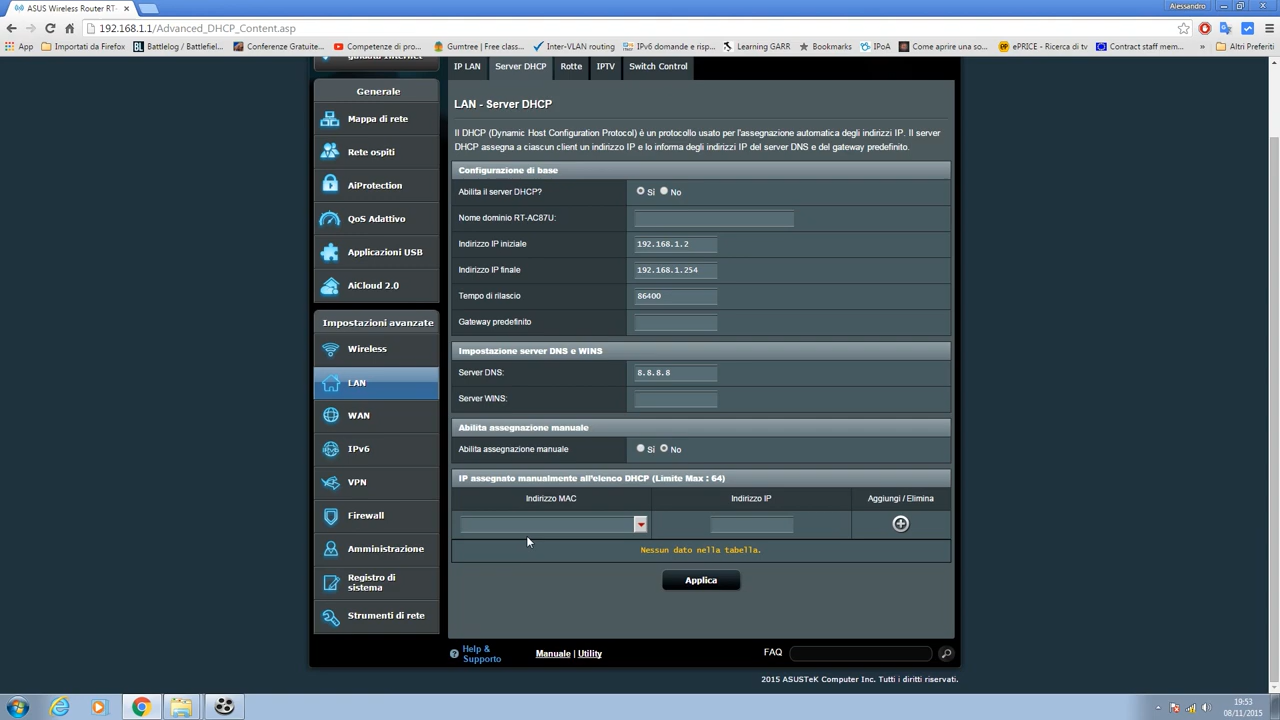 ASUS Wireless Router RT-
Alessandro
192.168.1.1/Advanced_DHCP_Content.asp
App
Importati da Firefox
Battlelog / Battlefiel...
Conferenze Gratuite...
Competenze di pro...
Gumtree | Free class...
Inter-VLAN routing
IPv6 domande e risp...
Learning GARR
Bookmarks
IPoA
Come aprire una so...
ePRICE - Ricerca di tv
Contract staff mem...
»
Altri Preferiti
IP LAN
Server DHCP
Rotte
IPTV
Switch Control
Generale
Mappa di rete
Rete ospiti
AiProtection
QoS Adattivo
Applicazioni USB
AiCloud 2.0
Impostazioni avanzate
Wireless
LAN
WAN
IPv6
VPN
Firewall
Amministrazione
Registro di
sistema
Strumenti di rete
LAN - Server DHCP
Il DHCP (Dynamic Host Configuration Protocol) è un protocollo usato per l'assegnazione automatica degli indirizzi IP. Il server
DHCP assegna a ciascun client un indirizzo IP e lo informa degli indirizzi IP del server DNS e del gateway predefinito.
Configurazione di base
Abilita il server DHCP?
Sì No
Nome dominio RT-AC87U:
Indirizzo IP iniziale
192.168.1.2
Indirizzo IP finale
192.168.1.254
Tempo di rilascio
86400
Gateway predefinito
Impostazione server DNS e WINS
Server DNS:
8.8.8.8
Server WINS:
Abilita assegnazione manuale
Abilita assegnazione manuale
Sì No
IP assegnato manualmente all'elenco DHCP (Limite Max : 64)
Indirizzo MAC
Indirizzo IP
Aggiungi / Elimina
Nessun dato nella tabella.
Applica
Help &
Supporto
Manuale | Utility
FAQ
2015 ASUSTeK Computer Inc. Tutti i diritti riservati.
19:53
08/11/2015